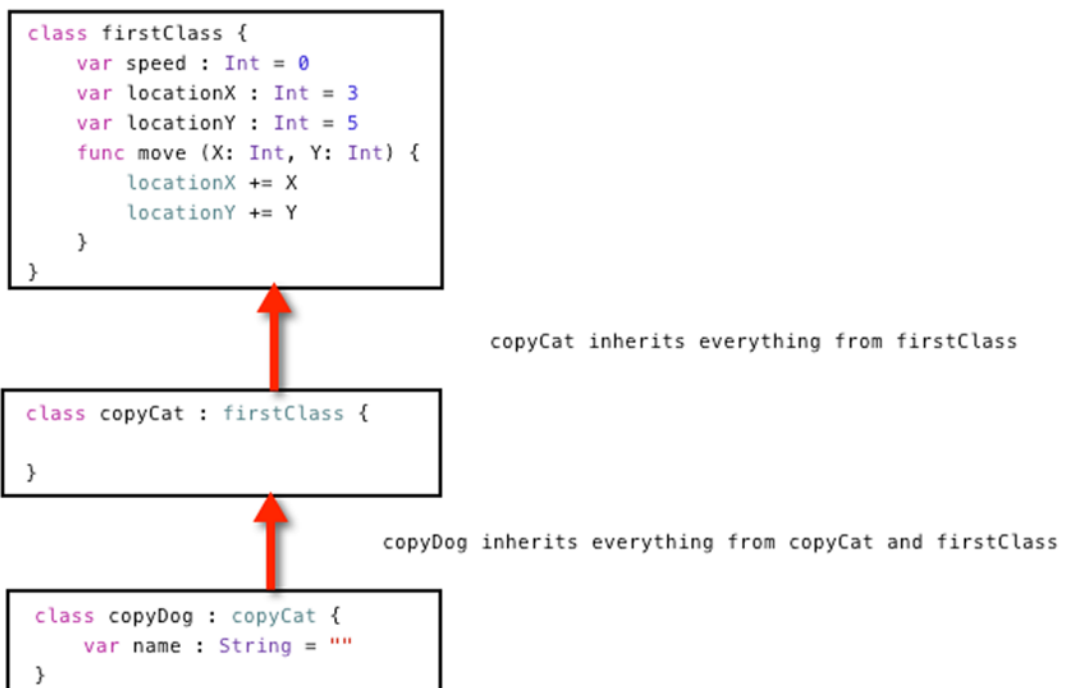 class firstClass {
    var speed : Int = 0
    var locationX : Int = 3
    var locationY : Int = 5
    func move (X: Int, Y: Int) {
        locationX += X
        locationY += Y
    }
}
copyCat inherits everything from firstClass
class copyCat : firstClass {

}
copyDog inherits everything from copyCat and firstClass
class copyDog : copyCat {
    var name : String = ""
}